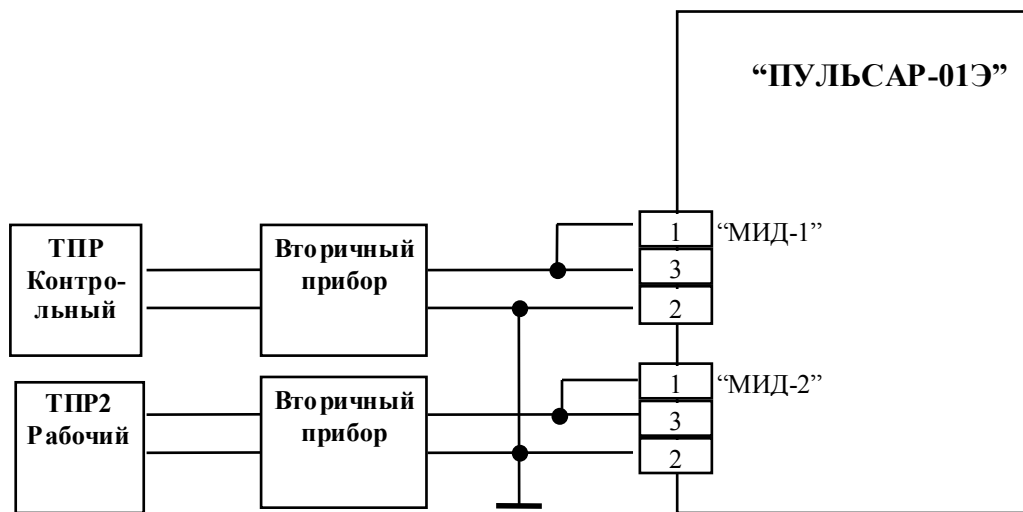 “ПУЛЬСАР-01Э”
ТПР
Контро-
льный
Вторичный
прибор
1
“МИД-1”
3
2
ТПР2
Рабочий
Вторичный
прибор
1
“МИД-2”
3
2